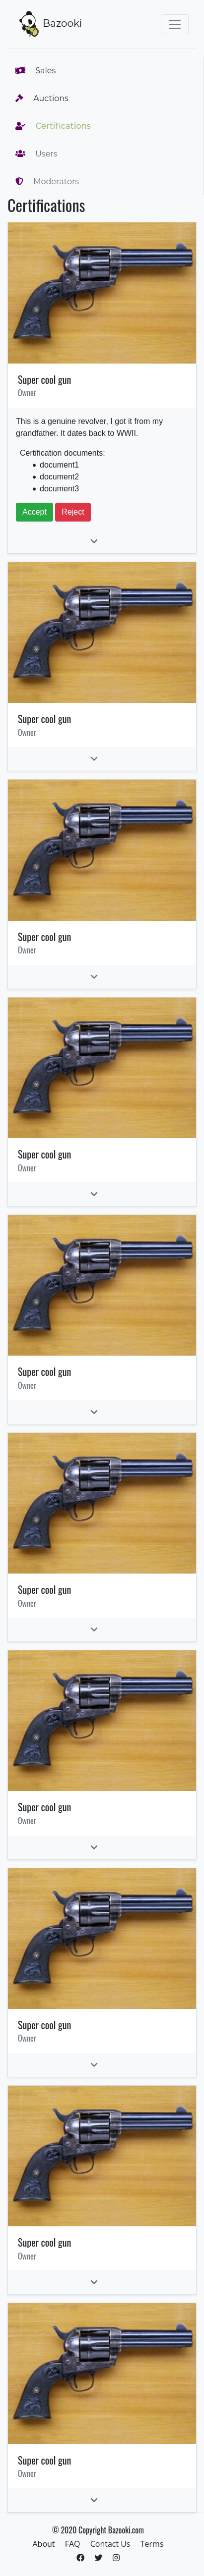 Bazooki
Sales
Auctions
Certifications
Users
Moderators
Certifications
Super cool gun
Owner
This is a genuine revolver, I got it from my
grandfather. It dates back to WWII.
Certification documents:
document1
document2
document3
Accept Reject
Super cool gun
Owner
Super cool gun
Owner
Super cool gun
Owner
Super cool gun
Owner
Super cool gun
Owner
Super cool gun
Owner
Super cool gun
Owner
Super cool gun
Owner
Super cool gun
Owner
© 2020 Copyright Bazooki.com
About FAQ Contact Us Terms